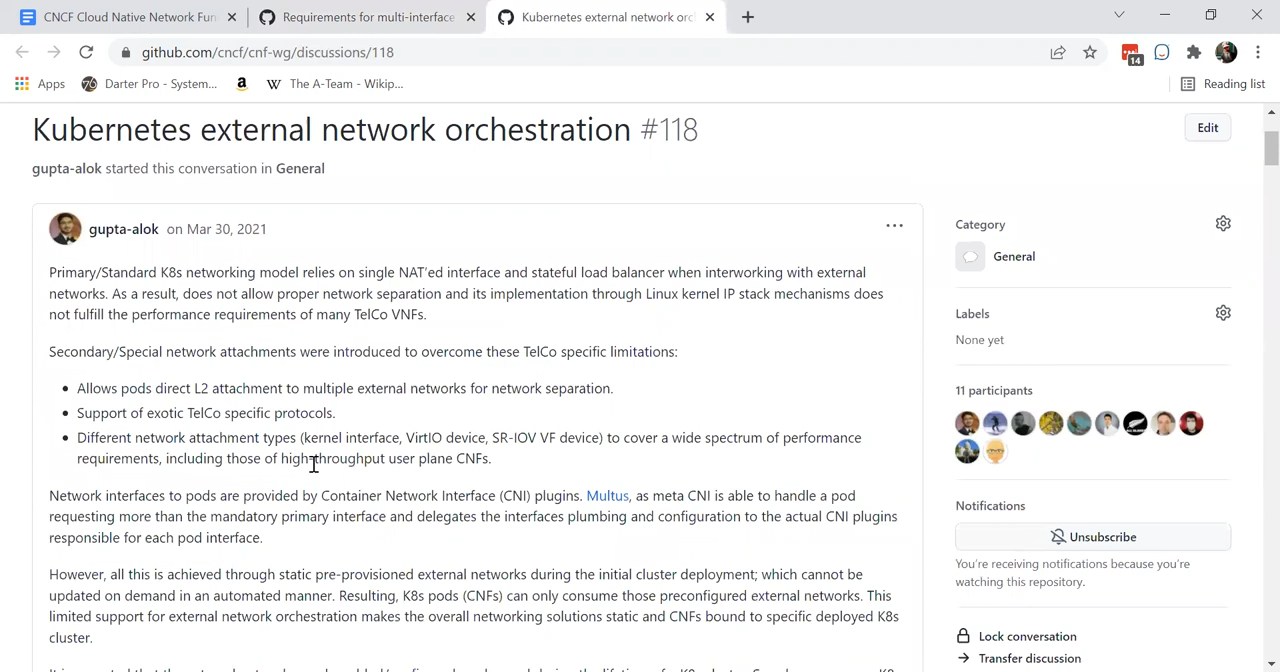 CNCF Cloud Native Network Fun
Requirements for multi-interface
Kubernetes external network orc
github.com/cncf/cnf-wg/discussions/118
14
Apps
Darter Pro - System...
The A-Team - Wikip...
Reading list
Kubernetes external network orchestration #118
Edit
gupta-alok started this conversation in General
gupta-alok on Mar 30, 2021
Primary/Standard K8s networking model relies on single NAT'ed interface and stateful load balancer when interworking with external
networks. As a result, does not allow proper network separation and its implementation through Linux kernel IP stack mechanisms does
not fulfill the performance requirements of many TelCo VNFs.
Secondary/Special network attachments were introduced to overcome these TelCo specific limitations:
Allows pods direct L2 attachment to multiple external networks for network separation.
Support of exotic TelCo specific protocols.
Different network attachment types (kernel interface, VirtIO device, SR-IOV VF device) to cover a wide spectrum of performance
requirements, including those of high-throughput user plane CNFs.
Network interfaces to pods are provided by Container Network Interface (CNI) plugins. Multus, as meta CNI is able to handle a pod
requesting more than the mandatory primary interface and delegates the interfaces plumbing and configuration to the actual CNI plugins
responsible for each pod interface.
However, all this is achieved through static pre-provisioned external networks during the initial cluster deployment; which cannot be
updated on demand in an automated manner. Resulting, K8s pods (CNFs) can only consume those preconfigured external networks. This
limited support for external network orchestration makes the overall networking solutions static and CNFs bound to specific deployed K8s
cluster.
Category
General
Labels
None yet
11 participants
Notifications
Unsubscribe
You're receiving notifications because you're
watching this repository.
Lock conversation
Transfer discussion